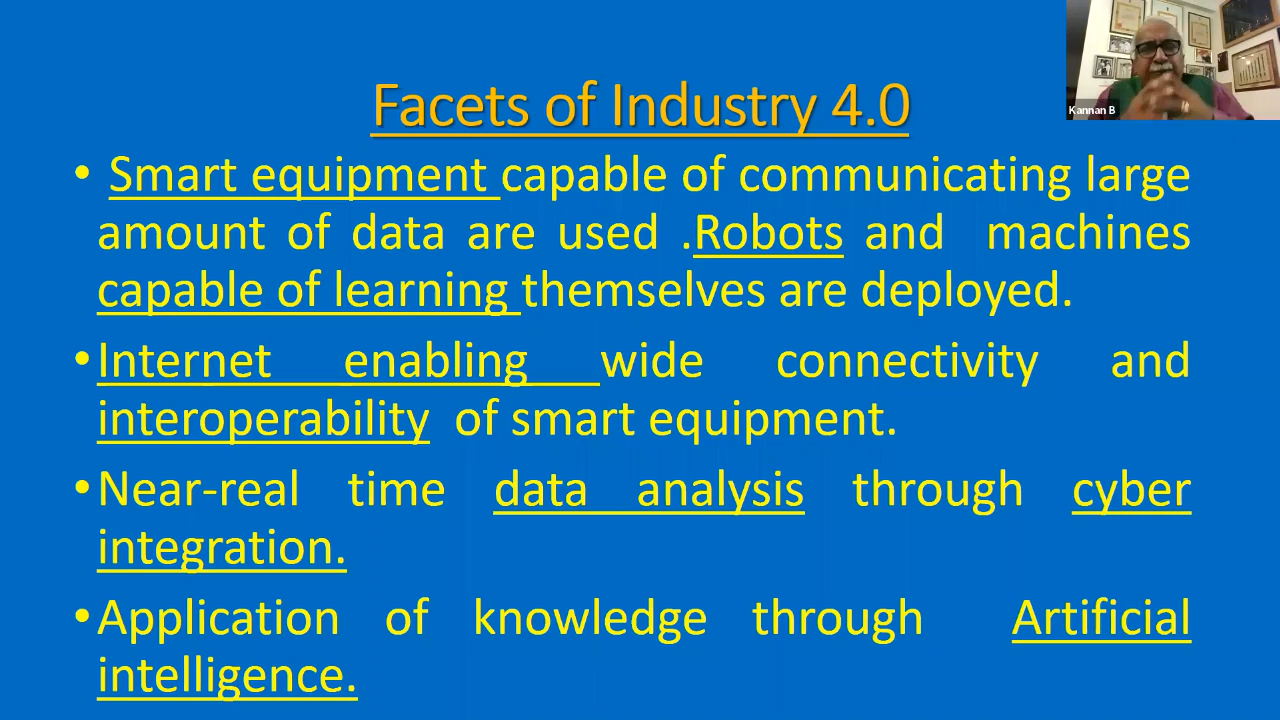 Kannan B
Facets of Industry 4.0
• Smart equipment capable of communicating large
amount of data are used .Robots and machines
capable of learning themselves are deployed.
•Internet enabling wide connectivity and
interoperability of smart equipment.
•Near-real time data analysis through cyber
integration.
•Application of knowledge through Artificial
intelligence.